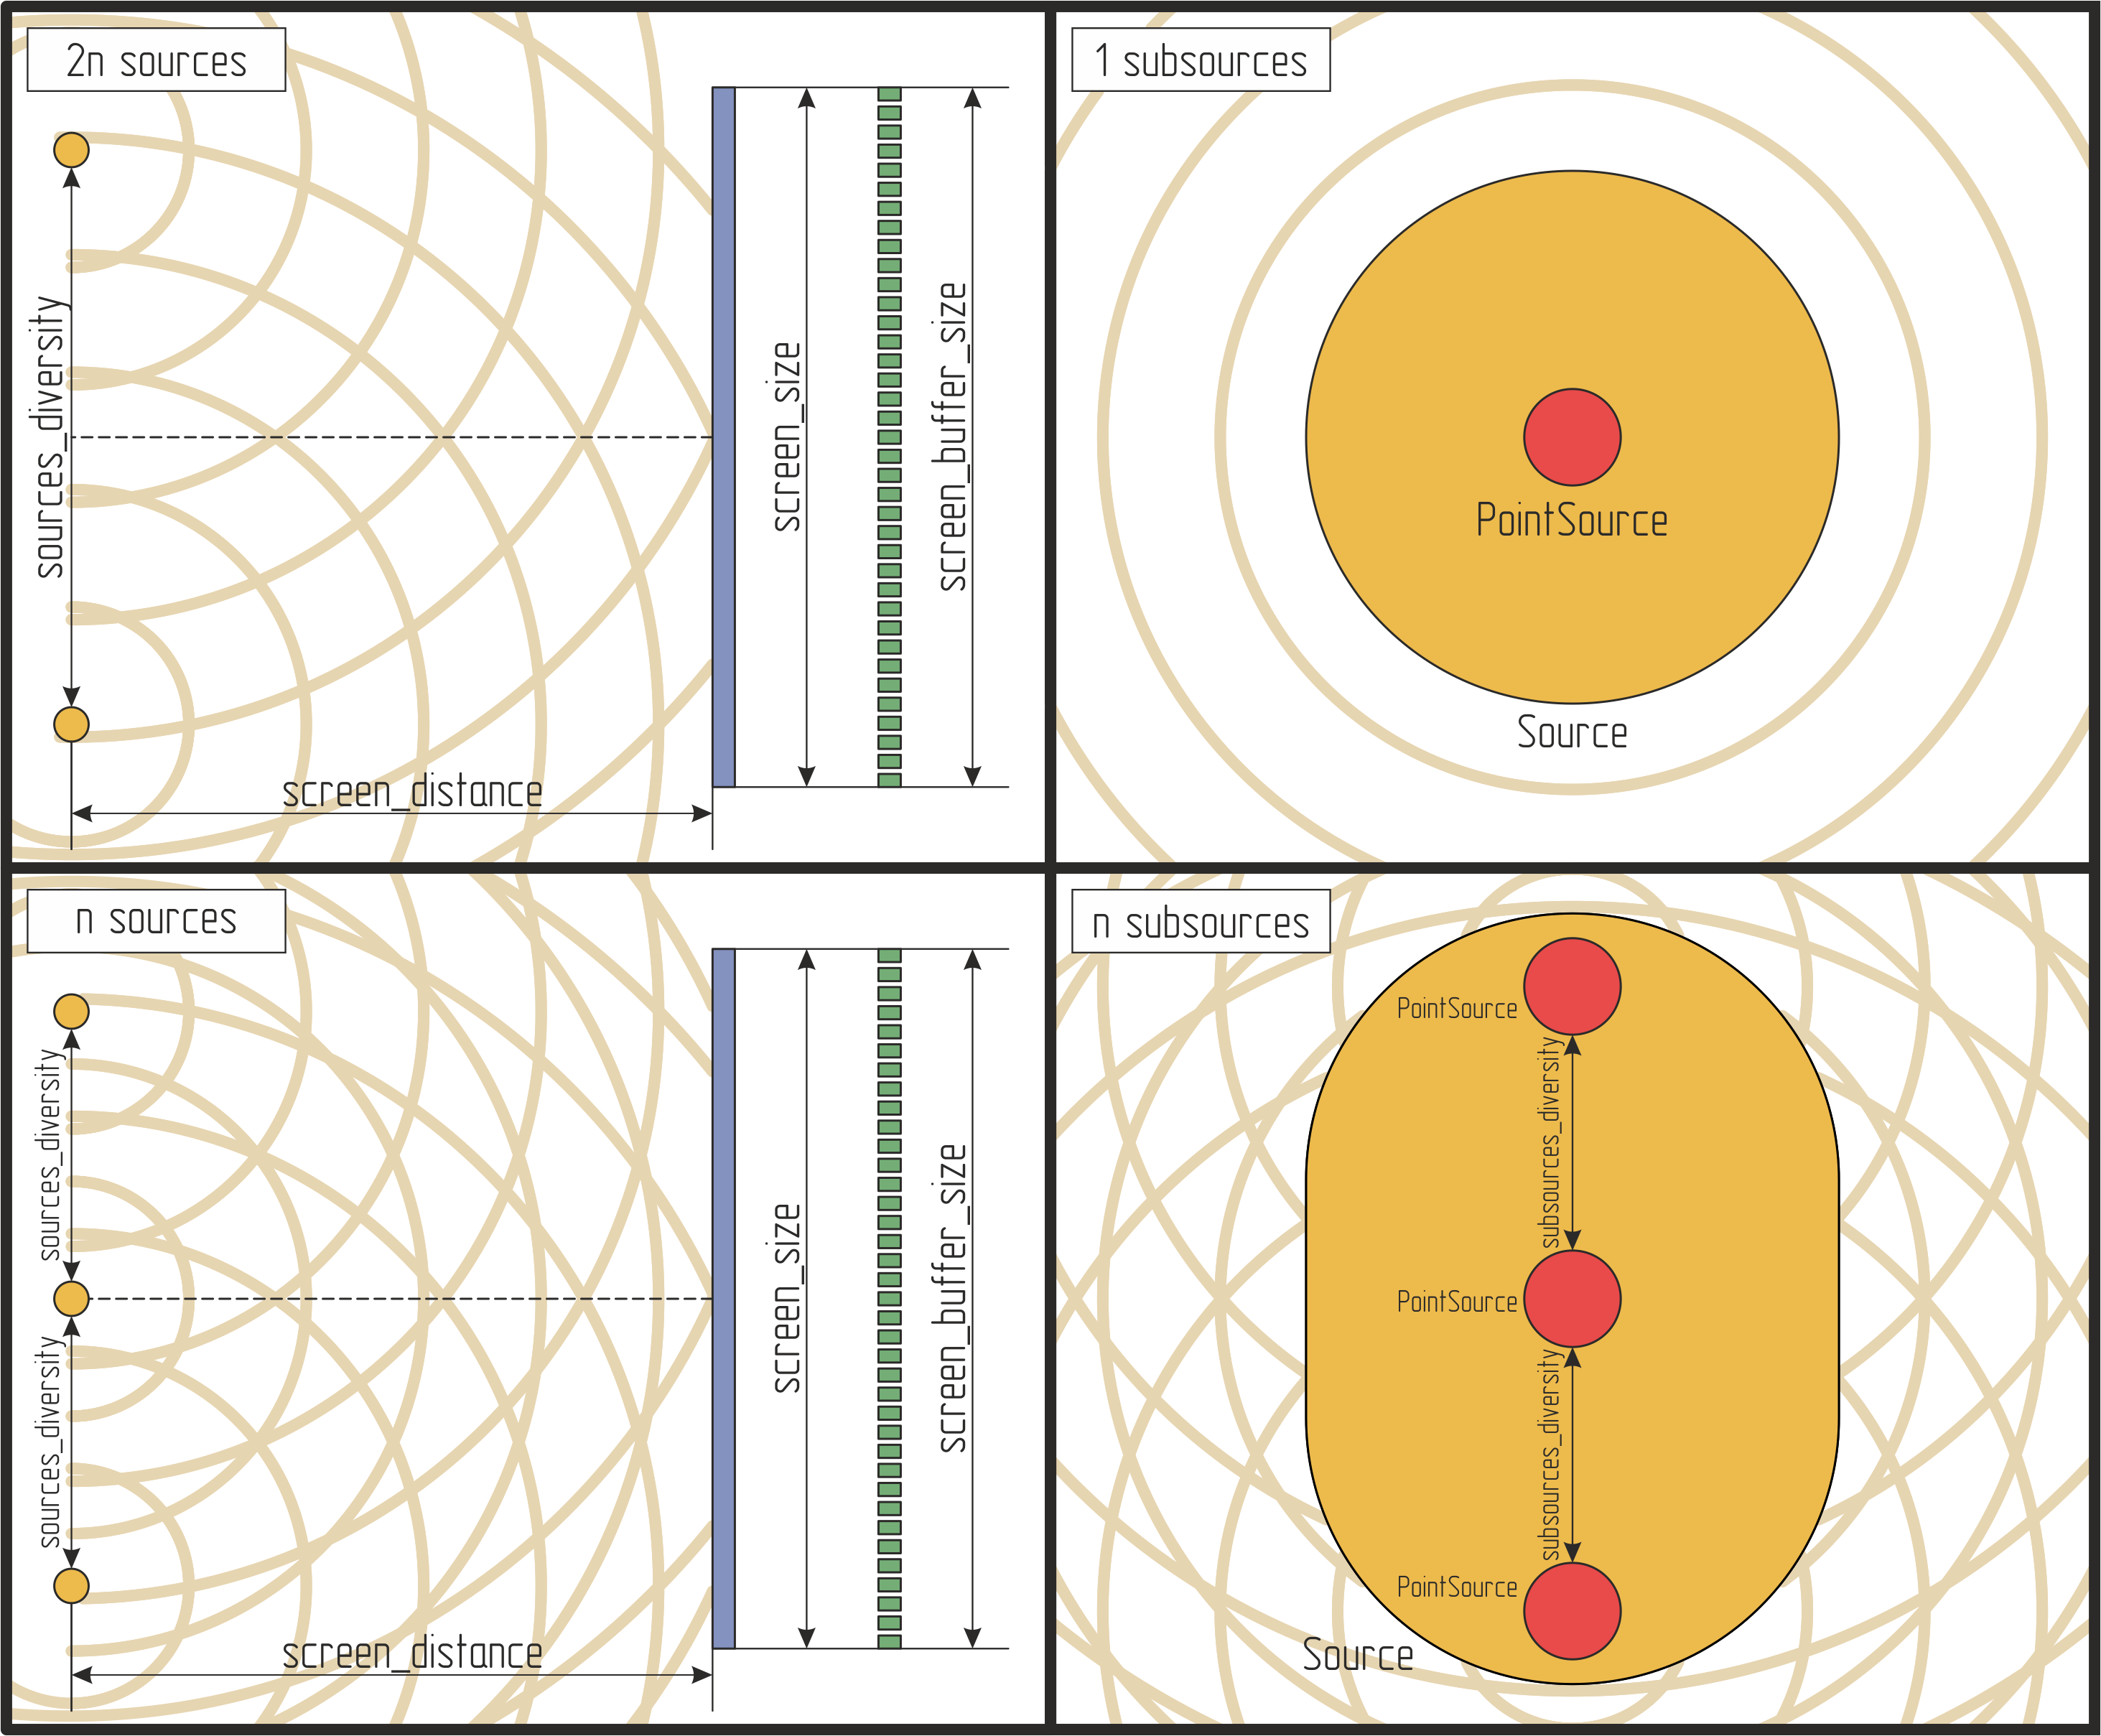 2n sources
sources_diversity
screen_distance
screen_size
screen_buffer_size
1 subsources
PointSource
Source
n sources
sources_diversity
sources_diversity
screen_distance
screen_size
screen_buffer_size
n subsources
PointSource
subsources_diversity
PointSource
subsources_diversity
PointSource
Source